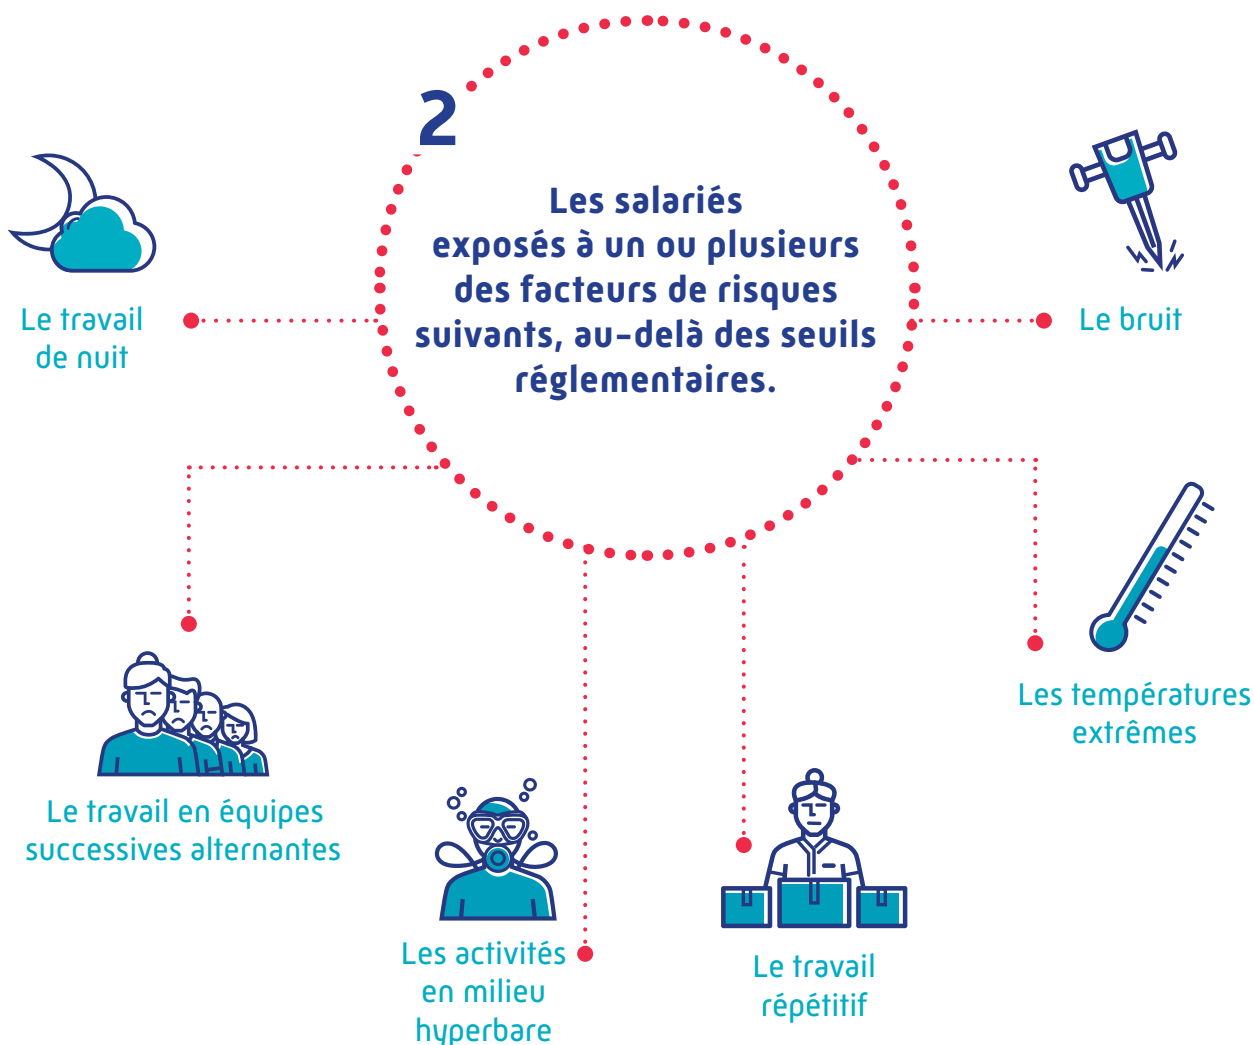 2
Les salariés
exposés à un ou plusieurs
des facteurs de risques
suivants, au-delà des seuils
réglementaires.
Le travail
de nuit
Le bruit
Les températures
extrêmes
Le travail en équipes
successives alternantes
Les activités
en milieu
hyperbare
Le travail
répétitif